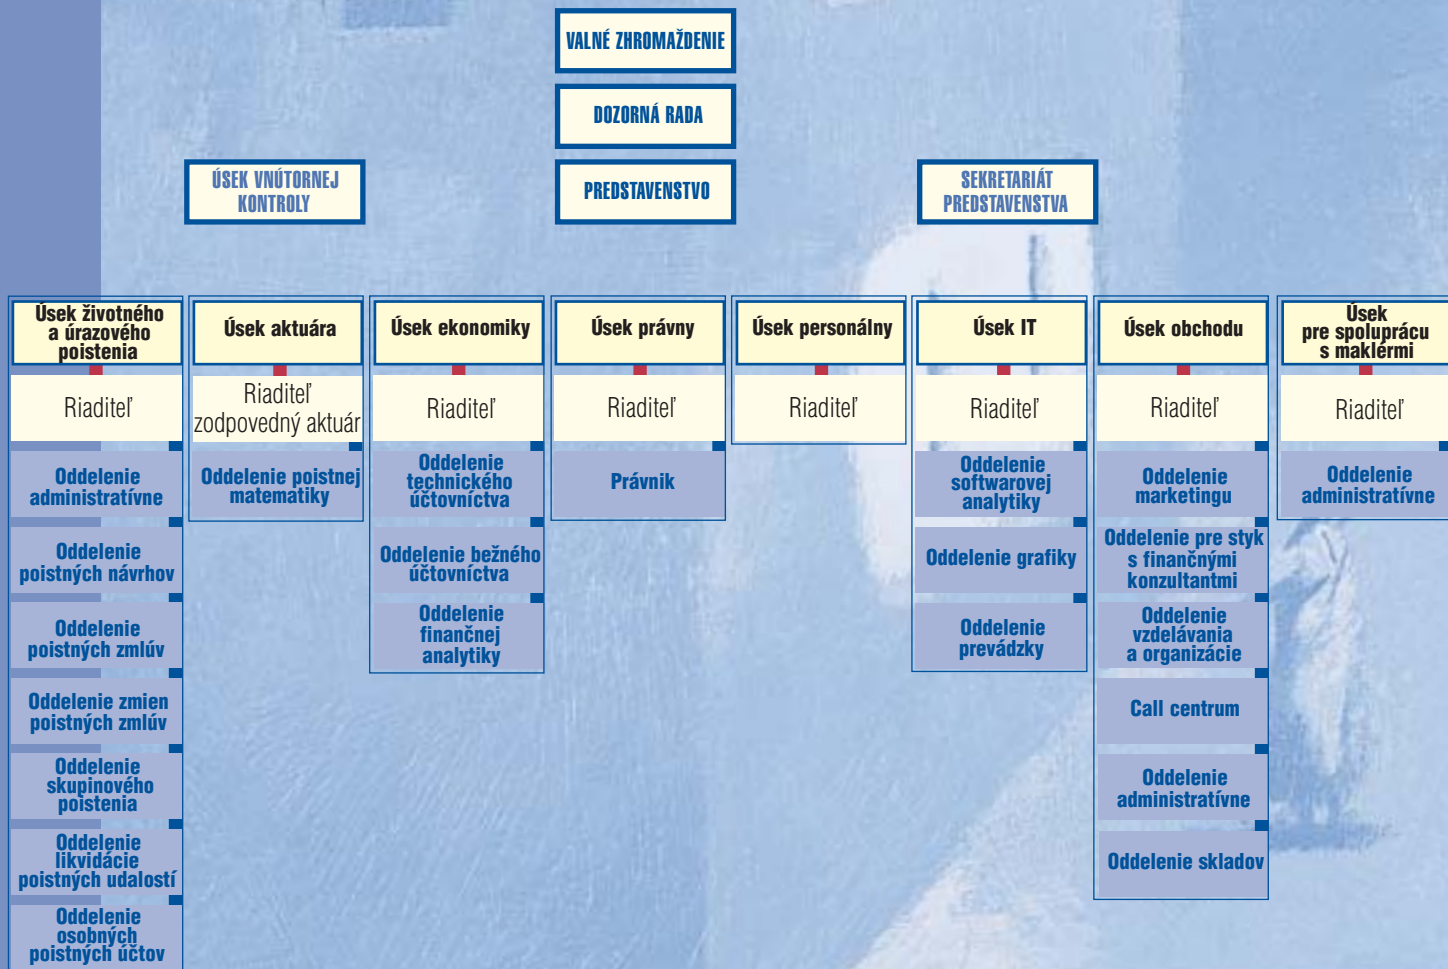 VALNÉ ZHROMAŽDENIE
DOZORNÁ RADA
PREDSTAVENSTVO
ÚSEK VNÚTORNEJ
KONTROLY
SEKRETARIÁT
PREDSTAVENSTVA
Úsek životného
a úrazového
poistenia
Riaditeľ
Oddelenie
administratívne
Oddelenie
poistných návrhov
Oddelenie
poistných zmlúv
Oddelenie zmien
poistných zmlúv
Oddelenie
skupinového
poistenia
Oddelenie
likvidácie
poistných udalostí
Oddelenie
osobných
poistných účtov
Úsek aktuára
Riaditeľ
zodpovedný aktuár
Oddelenie poistnej
matematiky
Úsek ekonomiky
Riaditeľ
Oddelenie
technického
účtovníctva
Oddelenie bežného
účtovníctva
Oddelenie
finančnej
analytiky
Úsek právny
Riaditeľ
Právnik
Úsek personálny
Riaditeľ
Úsek IT
Riaditeľ
Oddelenie
softwarovej
analytiky
Oddelenie grafiky
Oddelenie
prevádzky
Úsek obchodu
Riaditeľ
Oddelenie
marketingu
Oddelenie pre styk
s finančnými
konzultantmi
Oddelenie
vzdelávania
a organizácie
Call centrum
Oddelenie
administratívne
Oddelenie skladov
Úsek
pre spoluprácu
s maklérmi
Riaditeľ
Oddelenie
administratívne